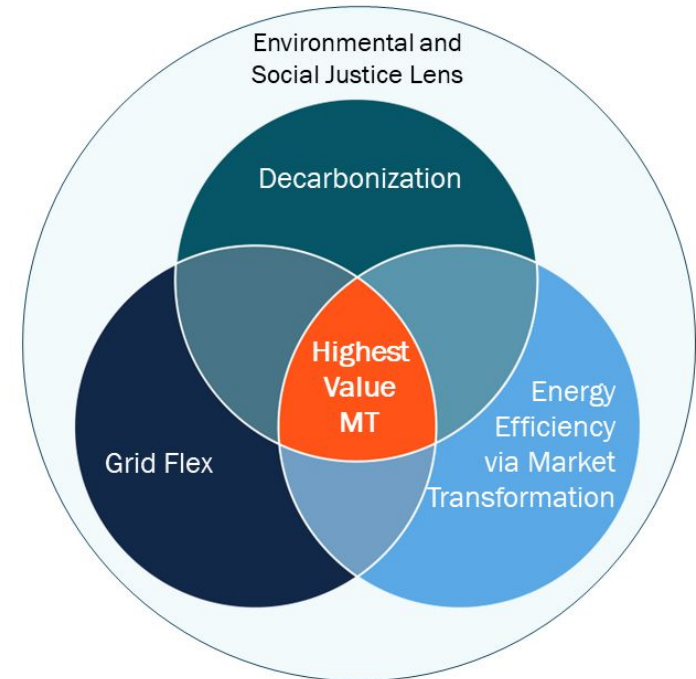 Environmental and
Social Justice Lens
Decarbonization
Highest
Value
MT
Grid Flex
Energy
Efficiency
via Market
Transformation